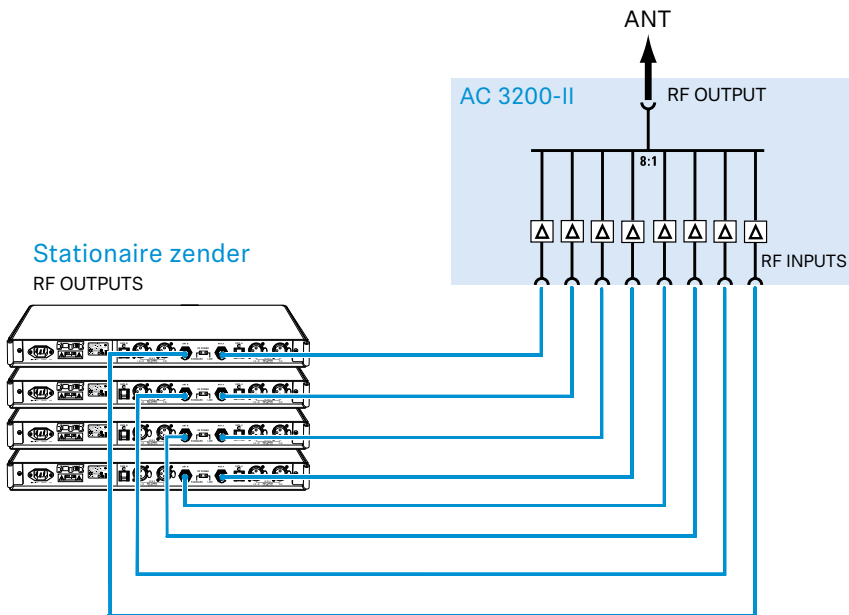 ANT
AC 3200-II
RF OUTPUT
8:1
RF INPUTS
Stationaire zender
RF OUTPUTS